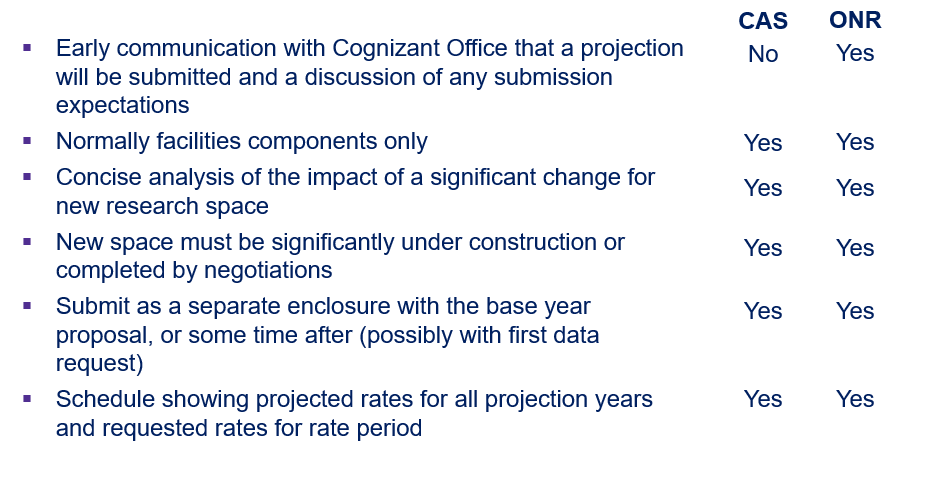 CAS ONR
▪ Early communication with Cognizant Office that a projection No Yes
will be submitted and a discussion of any submission
expectations
▪ Normally facilities components only Yes Yes
▪ Concise analysis of the impact of a significant change for Yes Yes
new research space
▪ New space must be significantly under construction or Yes Yes
completed by negotiations
▪ Submit as a separate enclosure with the base year Yes Yes
proposal, or some time after (possibly with first data
request)
▪ Schedule showing projected rates for all projection years Yes Yes
and requested rates for rate period